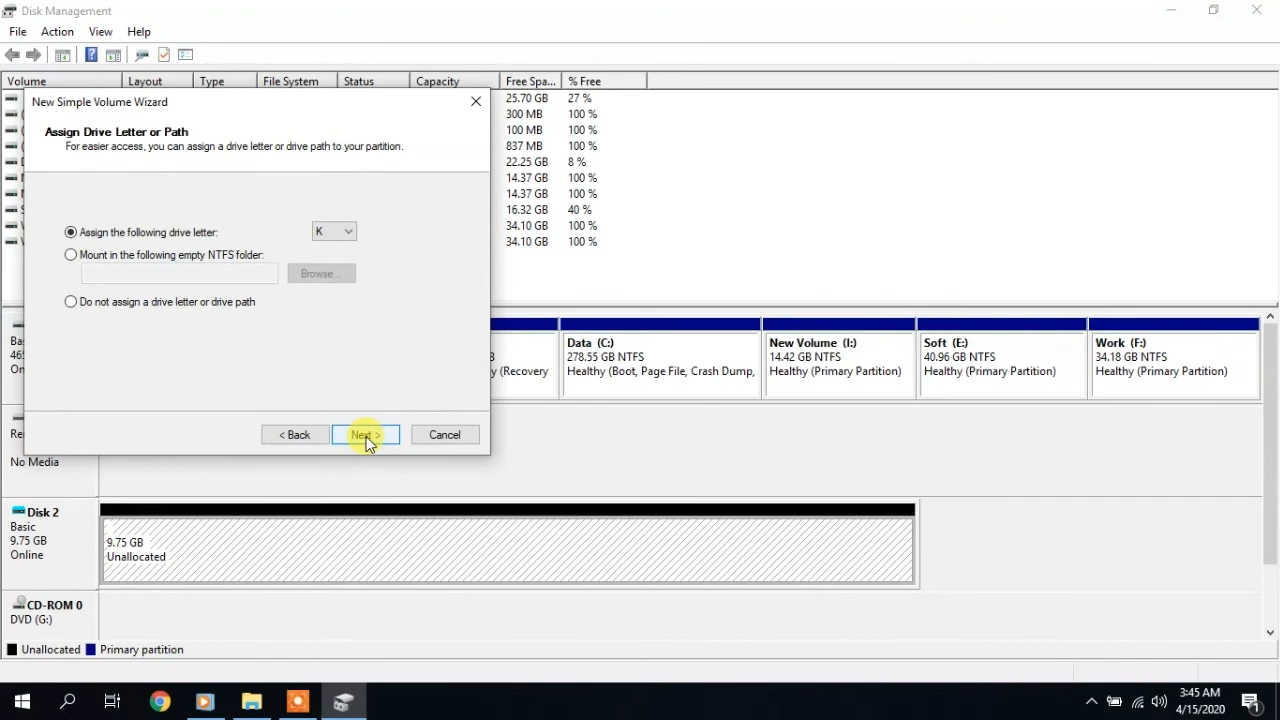 Disk Management
File Action View Help
Volume Layout Type File System Status Capacity Free Spa... % Free
25.70 GB 27 %
300 MB 100 %
100 MB 100 %
837 MB 100 %
22.25 GB 8 %
14.37 GB 100 %
14.37 GB 100 %
16.32 GB 40 %
34.10 GB 100 %
34.10 GB 100 %
New Simple Volume Wizard
Assign Drive Letter or Path
For easier access, you can assign a drive letter or drive path to your partition.
Assign the following drive letter: K
Mount in the following empty NTFS folder:
Browse...
Do not assign a drive letter or drive path
< Back Next > Cancel
Data (C:)
278.55 GB NTFS
Healthy (Boot, Page File, Crash Dump,
New Volume (I:)
14.42 GB NTFS
Healthy (Primary Partition)
Soft (E:)
40.96 GB NTFS
Healthy (Primary Partition)
Work (F:)
34.18 GB NTFS
Healthy (Primary Partition)
y (Recovery
No Media
Disk 2
Basic
9.75 GB
Online
9.75 GB
Unallocated
CD-ROM 0
DVD (G:)
Unallocated Primary partition
3:45 AM
4/15/2020
1